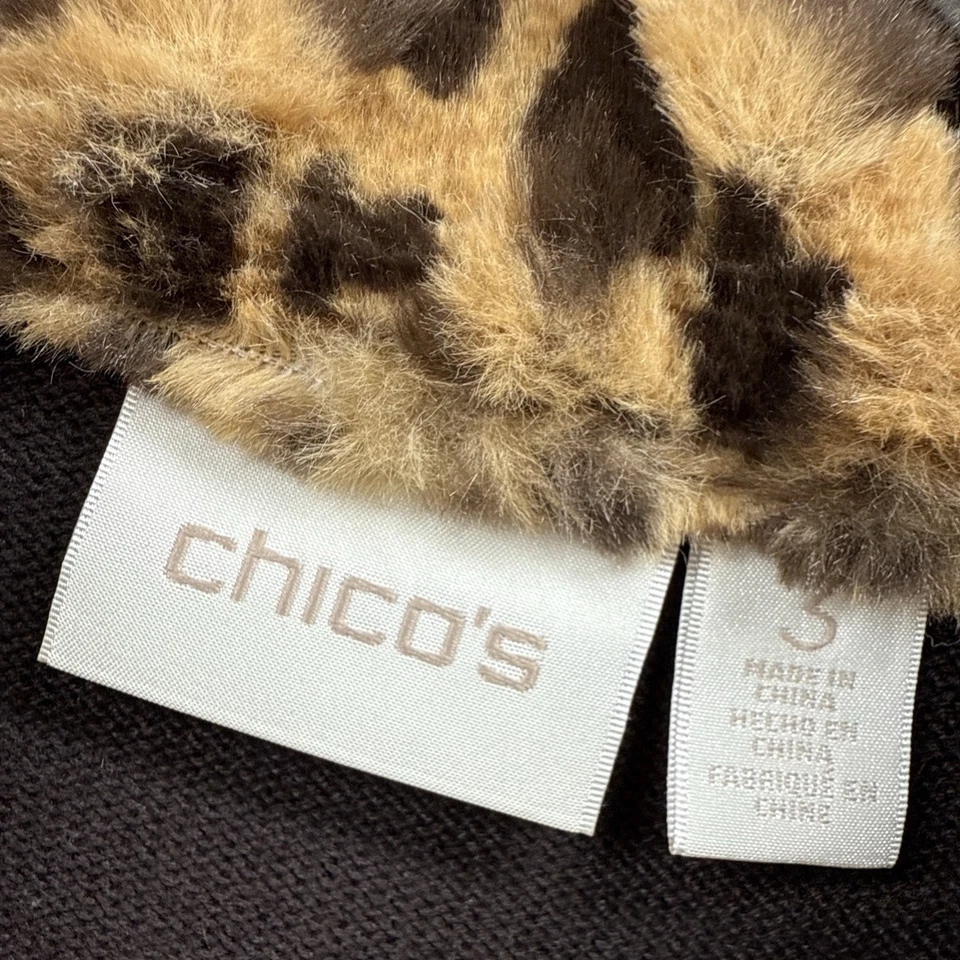 chico's
3
MADE IN
CHINA
HECHO EN
CHINA
FABRIQUÉ EN
CHINE